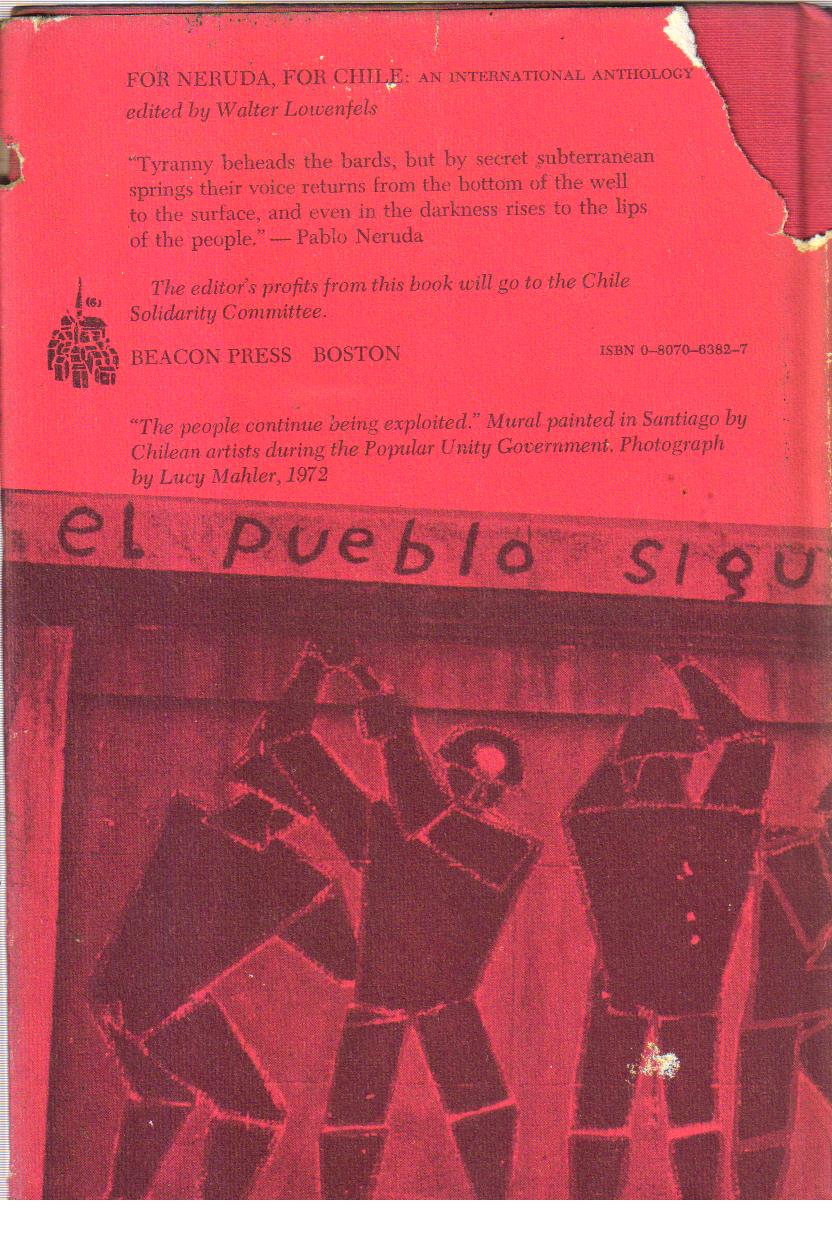 FOR NERUDA, FOR CHILE: AN INTERNATIONAL ANTHOLOGY
edited by Walter Lowenfels
“Tyranny beheads the bards, but by secret subterranean
springs their voice returns from the bottom of the well
to the surface, and even in the darkness rises to the lips
of the people.” — Pablo Neruda
The editor’s profits from this book will go to the Chile
Solidarity Committee.
(6)
BEACON PRESS BOSTON
ISBN 0–8070–6382–7
“The people continue being exploited.” Mural painted in Santiago by
Chilean artists during the Popular Unity Government. Photograph
by Lucy Mahler, 1972
el pueblo sigu